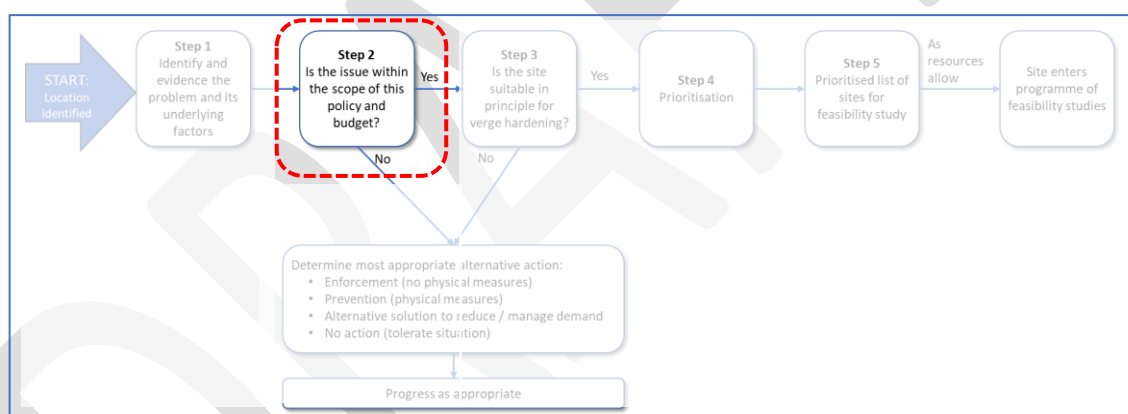 START:
Location
identified
Step 1
Identify and
evidence the
problem and its
underlying
factors
Step 2
Is the issue within
the scope of this
policy and
budget?
Yes
No
Step 3
Is the site
suitable in
principle for
verge hardening?
Yes
No
Step 4
Prioritisation
Step 5
Prioritised list of
sites for
feasibility study
As
resources
allow
Site enters
programme of
feasibility studies
Determine most appropriate alternative action:
• Enforcement (no physical measures)
• Prevention (physical measures)
• Alternative solution to reduce / manage demand
• No action (tolerate situation)
Progress as appropriate